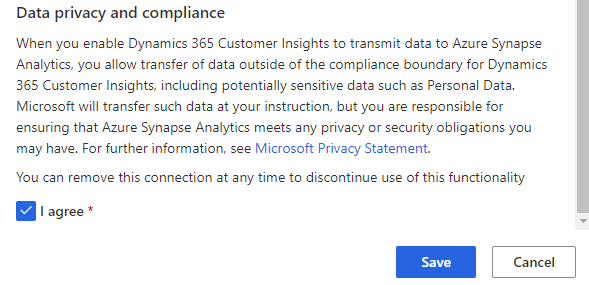 Data privacy and compliance
When you enable Dynamics 365 Customer Insights to transmit data to Azure Synapse
Analytics, you allow transfer of data outside of the compliance boundary for Dynamics
365 Customer Insights, including potentially sensitive data such as Personal Data.
Microsoft will transfer such data at your instruction, but you are responsible for
ensuring that Azure Synapse Analytics meets any privacy or security obligations you
may have. For further information, see Microsoft Privacy Statement.
You can remove this connection at any time to discontinue use of this functionality
I agree *
Save Cancel